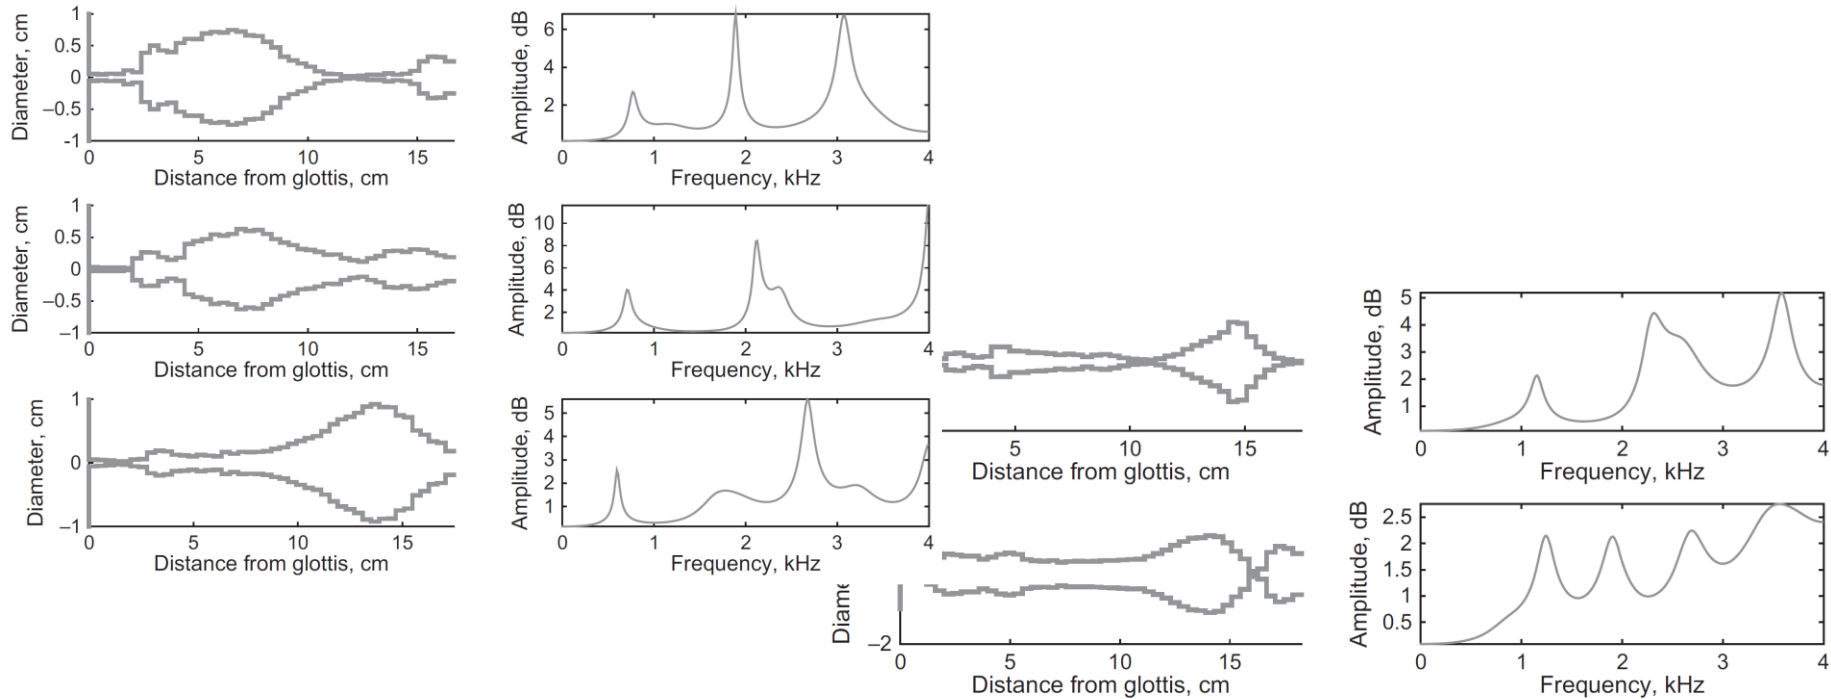 Diameter, cm
1
0.5
0
−0.5
-1
0 5 10 15
Distance from glottis, cm
Amplitude, dB
6
4
2
0 1 2 3 4
Frequency, kHz
Diameter, cm
1
0.5
0
−0.5
−1
0 5 10 15
Distance from glottis, cm
Amplitude, dB
10
8
6
4
2
0 1 2 3 4
Frequency, kHz
Diameter, cm
1
0
−1
0 5 10 15
Distance from glottis, cm
Amplitude, dB
5
4
3
2
1
0 1 2 3 4
Frequency, kHz
5 10 15
Distance from glottis, cm
Amplitude, dB
5
4
3
2
1
0 1 2 3 4
Frequency, kHz
Diame
−2
0 5 10 15
Distance from glottis, cm
Amplitude, dB
2.5
2
1.5
1
0.5
0 1 2 3 4
Frequency, kHz